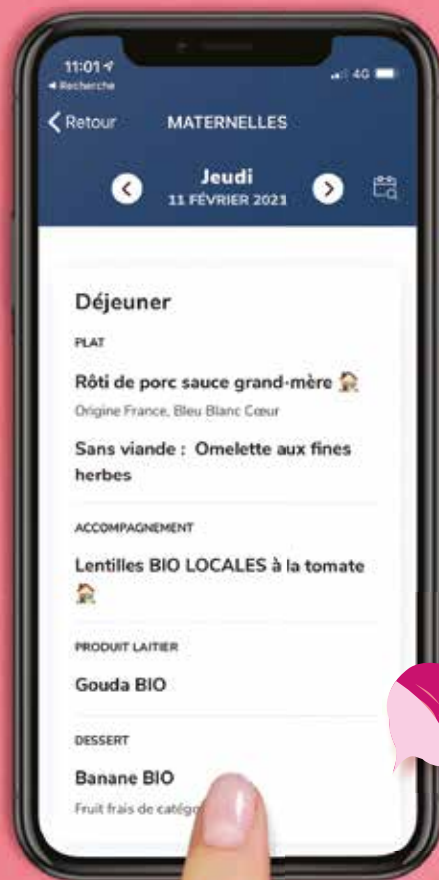 11:01
4G
Recherche
Retour MATERNELLES
Jeudi
11 FÉVRIER 2021
Déjeuner
PLAT
Rôti de porc sauce grand-mère
Origine France, Bleu Blanc Cœur
Sans viande : Omelette aux fines
herbes
ACCOMPAGNEMENT
Lentilles BIO LOCALES à la tomate
PRODUIT LAITIER
Gouda BIO
DESSERT
Banane BIO
Fruit frais de